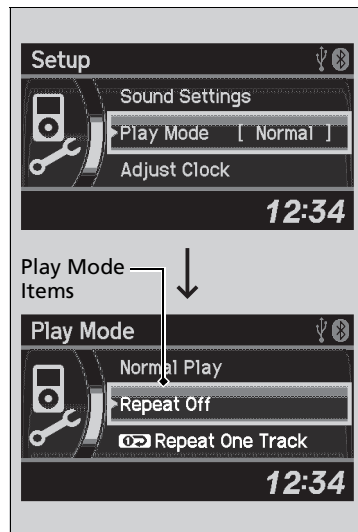 Setup
Sound Settings
Play Mode [ Normal ]
Adjust Clock
12:34
Play Mode
Items
Play Mode
Normal Play
Repeat Off
Repeat One Track
12:34